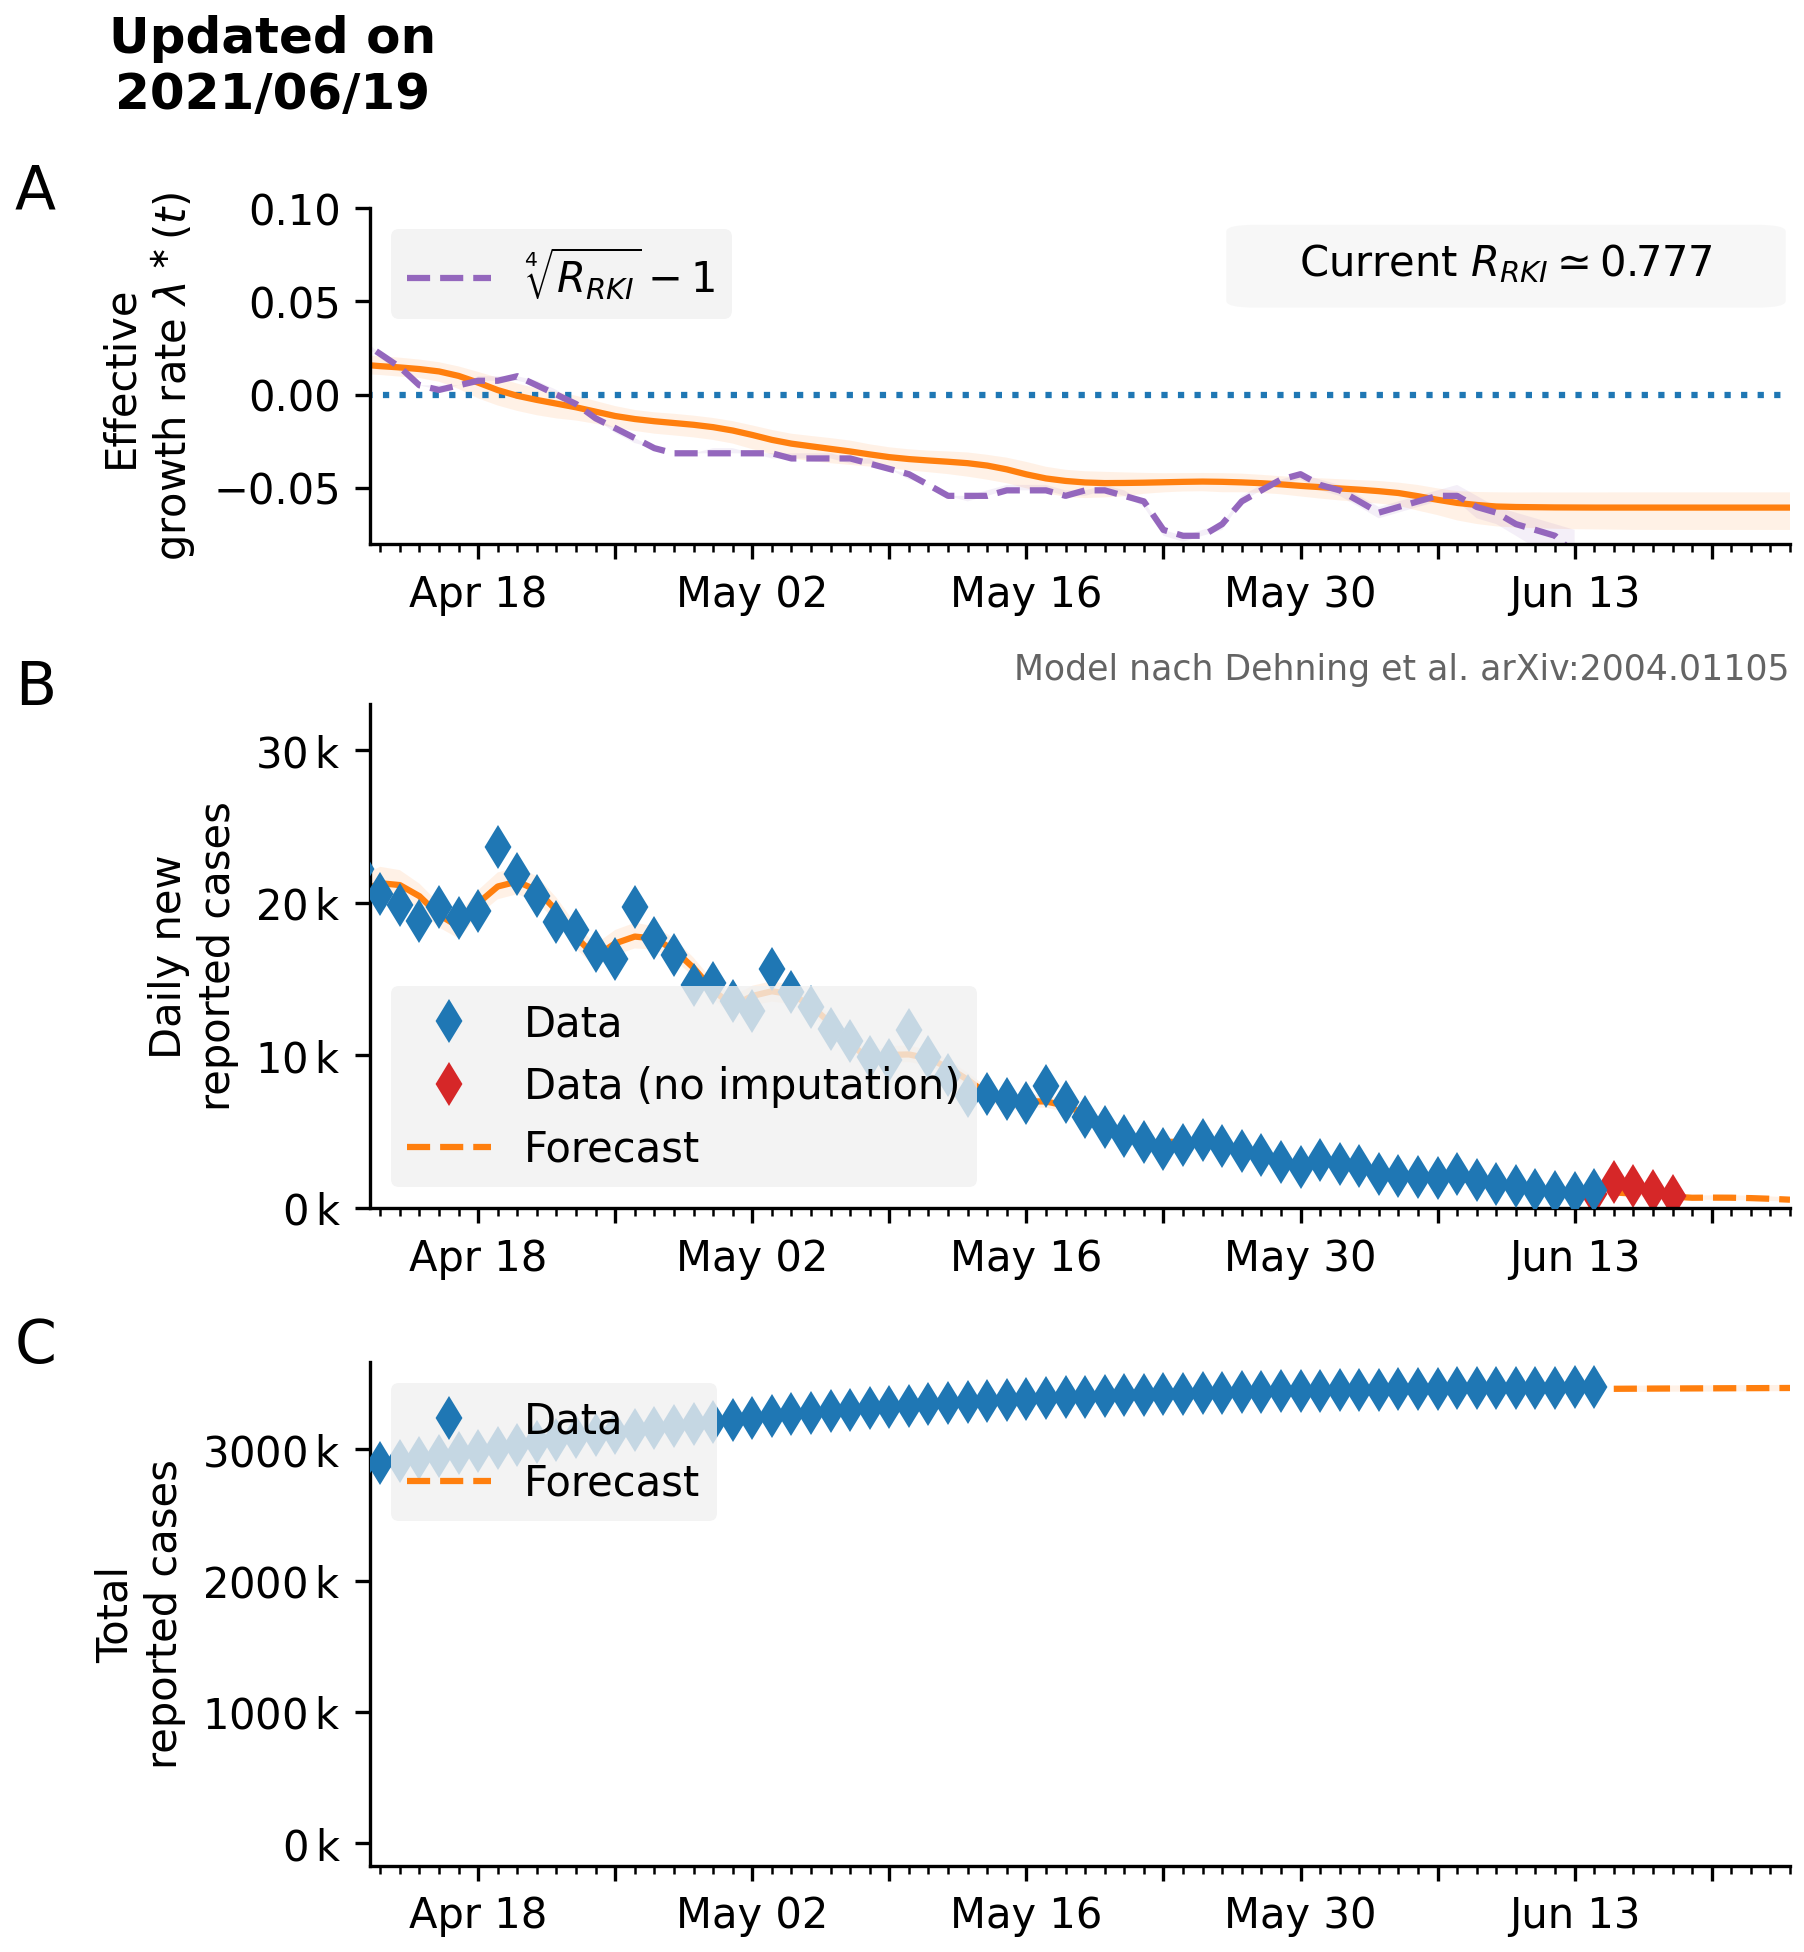 Updated on
2021/06/19
A
Effective
growth rate λ * (t)
0.10
0.05
0.00
−0.05
∜R_RKI − 1
Current R_RKI ≃ 0.777
Apr 18 May 02 May 16 May 30 Jun 13
Model nach Dehning et al. arXiv:2004.01105
B
Daily new
reported cases
30 k
20 k
10 k
0 k
Data
Data (no imputation)
Forecast
Apr 18 May 02 May 16 May 30 Jun 13
C
Total
reported cases
3000 k
2000 k
1000 k
0 k
Data
Forecast
Apr 18 May 02 May 16 May 30 Jun 13